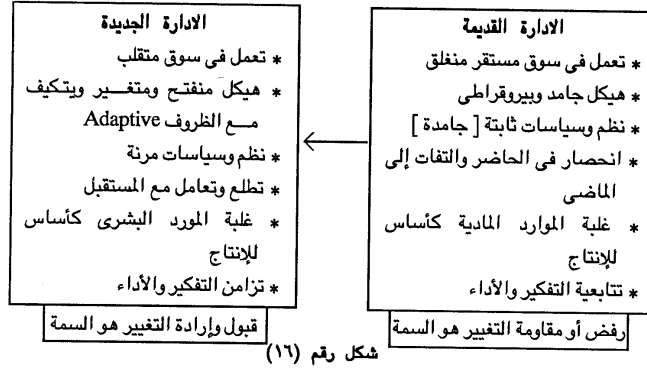 الادارة القديمة
* تعمل فى سوق مستقر منغلق
* هيكل جامد وبيروقراطى
* نظم وسياسات ثابتة [ جامدة ]
* انحصار فى الحاضر والتفات إلى
الماضى
* غلبة الموارد المادية كأساس
للإنتاج
* تتابعية التفكير والأداء
رفض أو مقاومة التغيير هو السمة
الادارة الجديدة
* تعمل فى سوق متقلب
* هيكل منفتح ومتغـــير ويتكيف
مـــع الظروف Adaptive
* نظم وسياسات مرنة
* تطلع وتعامل مـع المستقبل
* غلبة المورد البشرى كأساس
للإنتاج
* تزامن التفكير والأداء
قبول وإرادة التغيير هو السمة
شكل رقم (١٦)